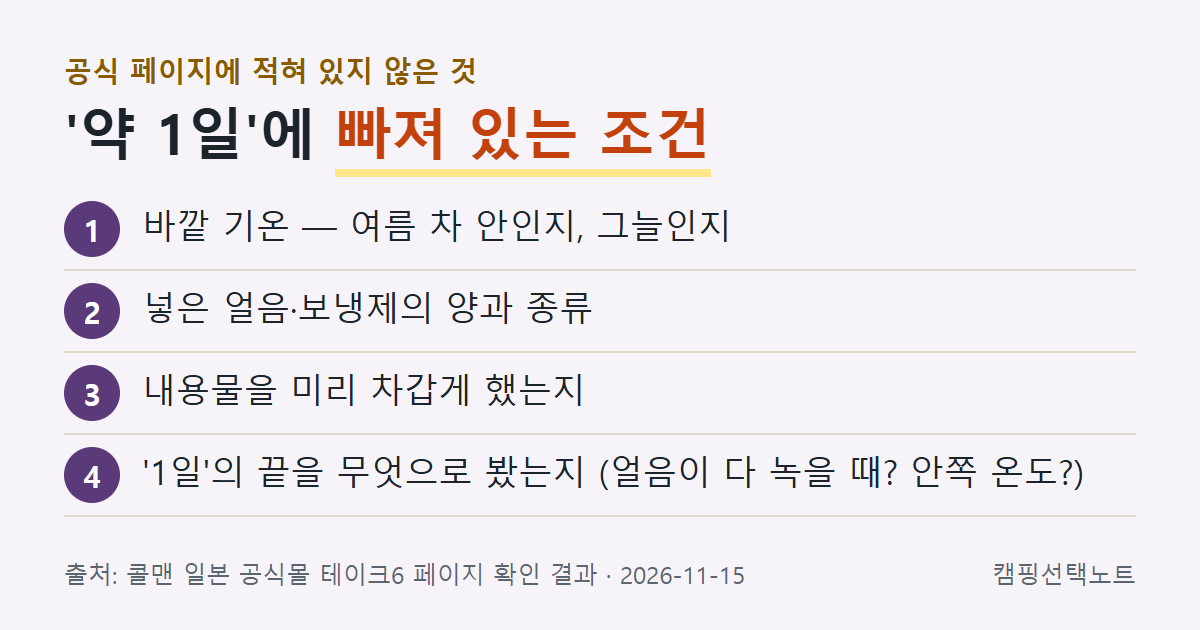 공식 페이지에 적혀 있지 않은 것
'약 1일'에 빠져 있는 조건
1 바깥 기온 — 여름 차 안인지, 그늘인지
2 넣은 얼음·보냉제의 양과 종류
3 내용물을 미리 차갑게 했는지
4 '1일'의 끝을 무엇으로 봤는지 (얼음이 다 녹을 때? 안쪽 온도?)
출처: 콜맨 일본 공식몰 테이크6 페이지 확인 결과 · 2026-11-15
캠핑선택노트